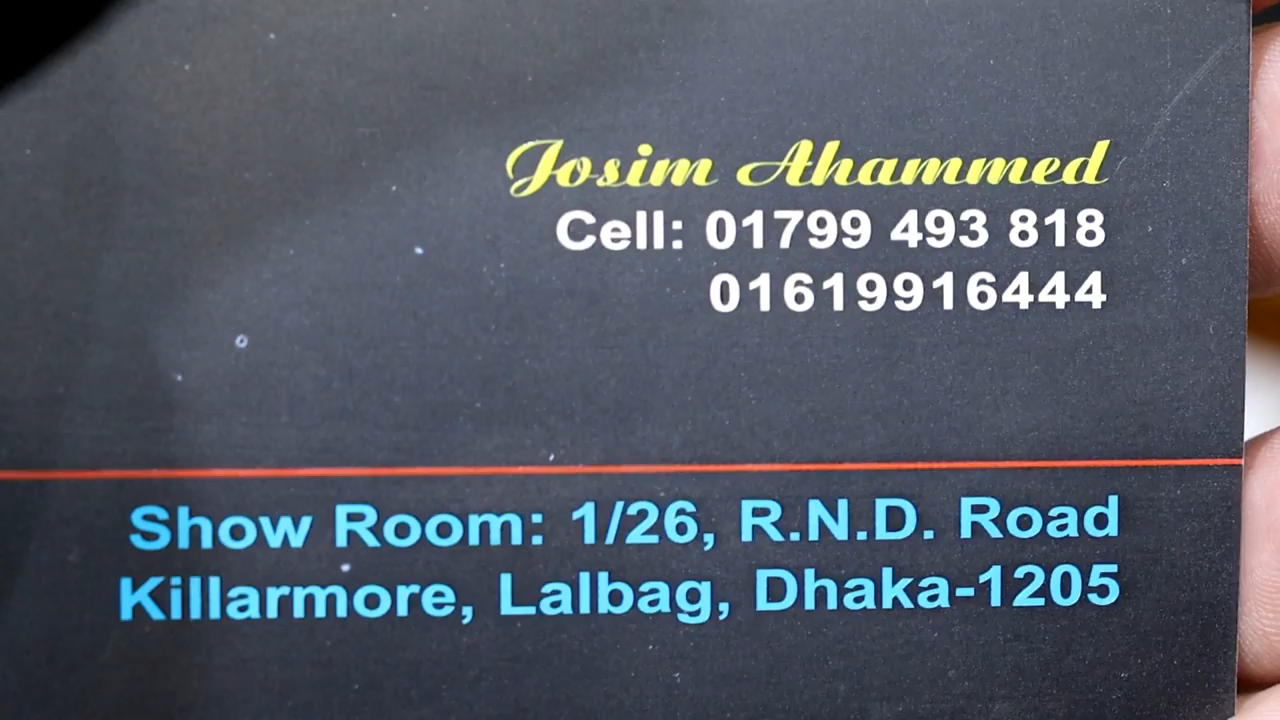 Josim Ahammed
Cell: 01799 493 818
01619916444
Show Room: 1/26, R.N.D. Road
Killarmore, Lalbag, Dhaka-1205